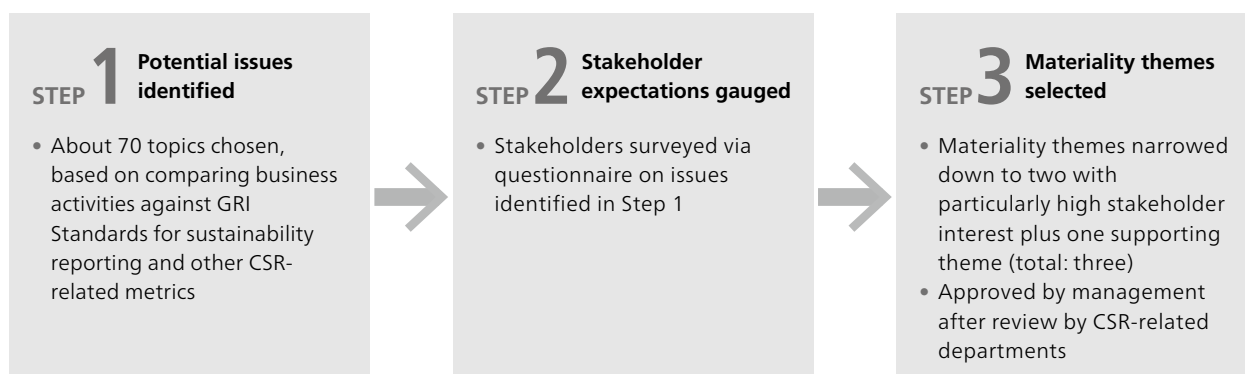 STEP 1 Potential issues
identified
• About 70 topics chosen,
based on comparing business
activities against GRI
Standards for sustainability
reporting and other CSR-
related metrics
STEP 2 Stakeholder
expectations gauged
• Stakeholders surveyed via
questionnaire on issues
identified in Step 1
STEP 3 Materiality themes
selected
• Materiality themes narrowed
down to two with
particularly high stakeholder
interest plus one supporting
theme (total: three)
• Approved by management
after review by CSR-related
departments